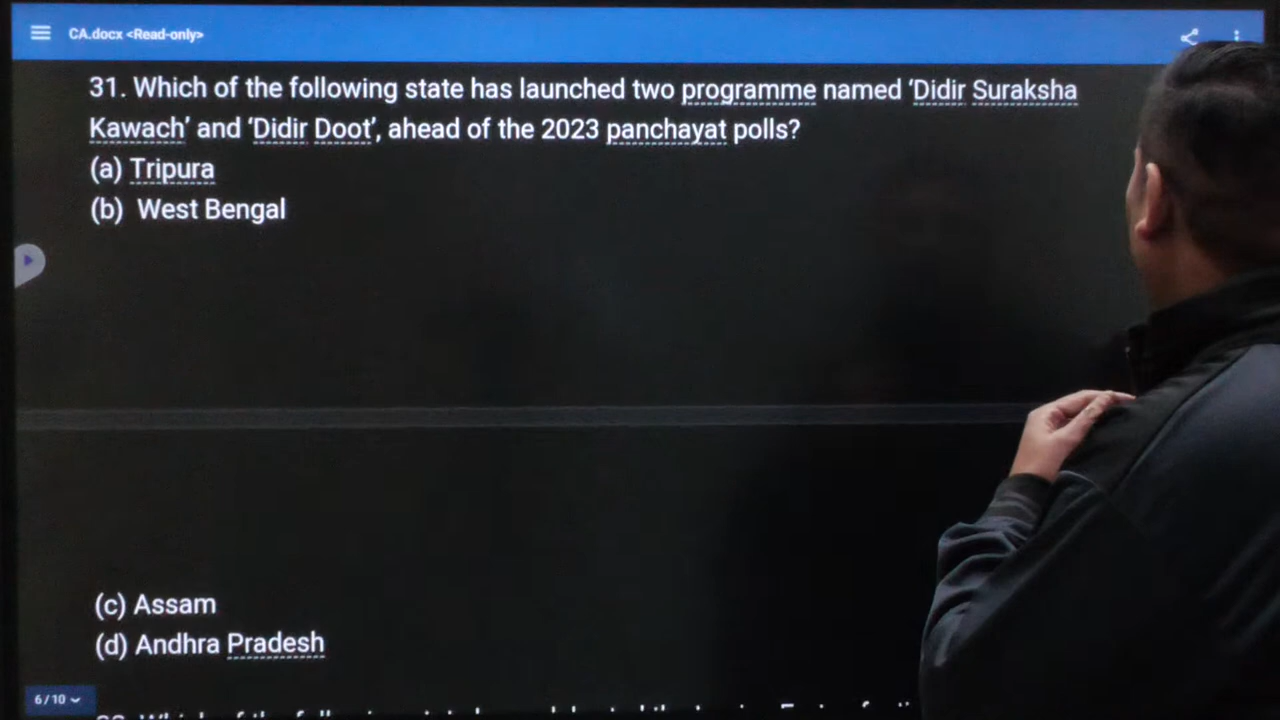 CA.docx <Read-only>
31. Which of the following state has launched two programme named ‘Didir Suraksha
Kawach’ and ‘Didir Doot’, ahead of the 2023 panchayat polls?
(a) Tripura
(b) West Bengal
(c) Assam
(d) Andhra Pradesh
6/10